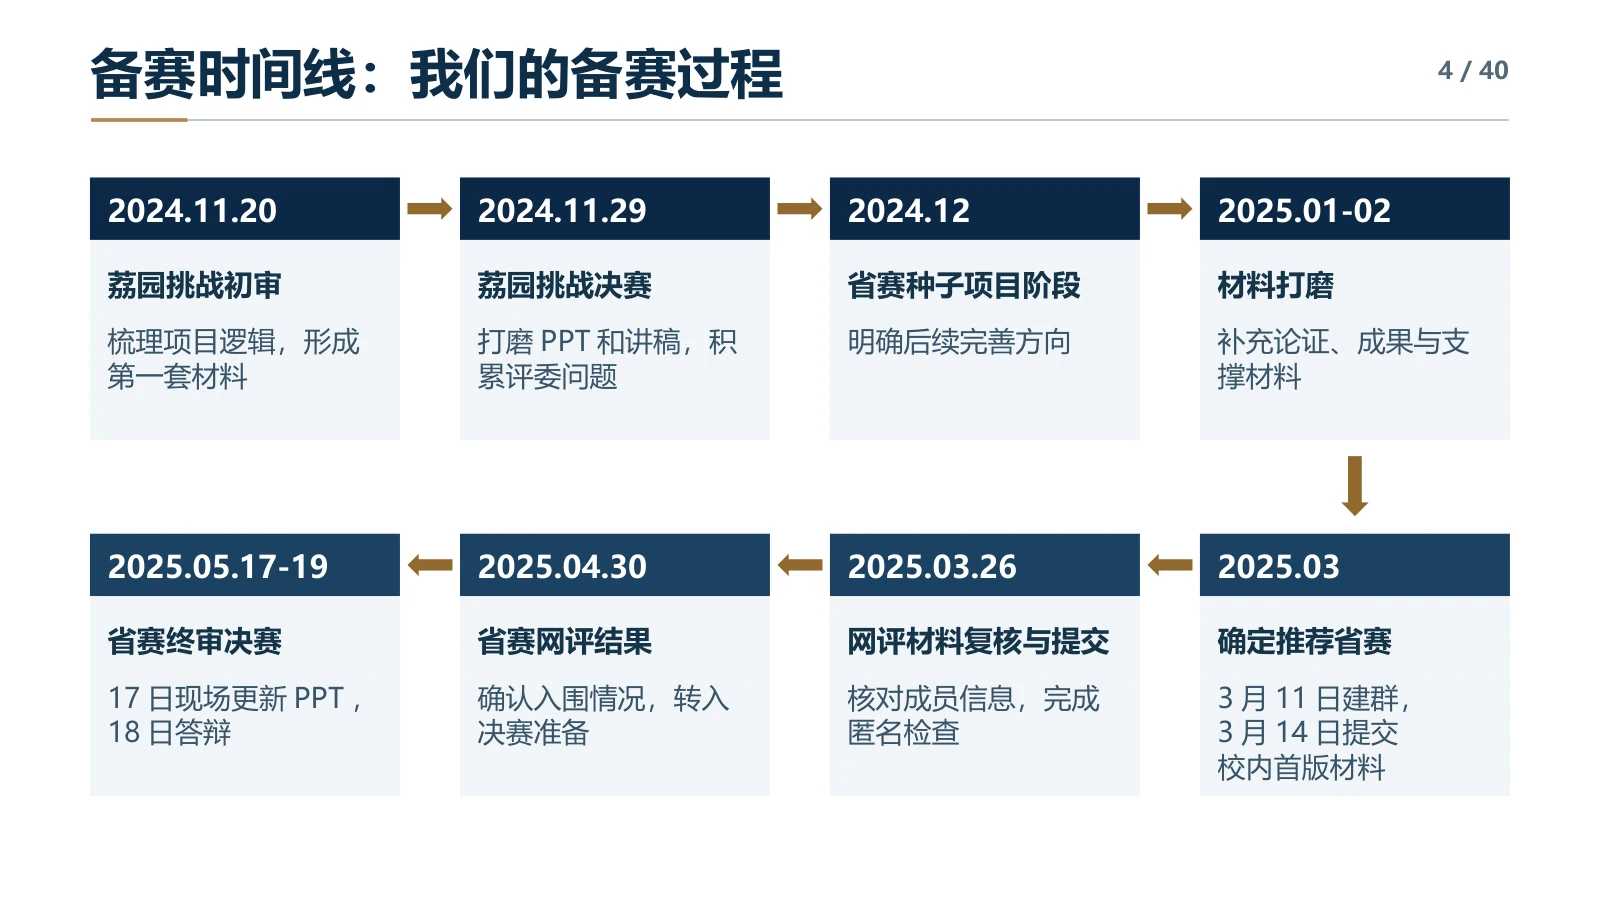 备赛时间线：我们的备赛过程
4 / 40
2024.11.20
荔园挑战初审
梳理项目逻辑，形成
第一套材料
2024.11.29
荔园挑战决赛
打磨 PPT 和讲稿，积
累评委问题
2024.12
省赛种子项目阶段
明确后续完善方向
2025.01-02
材料打磨
补充论证、成果与支
撑材料
2025.03
确定推荐省赛
3 月 11 日建群，
3 月 14 日提交
校内首版材料
2025.03.26
网评材料复核与提交
核对成员信息，完成
匿名检查
2025.04.30
省赛网评结果
确认入围情况，转入
决赛准备
2025.05.17-19
省赛终审决赛
17 日现场更新 PPT，
18 日答辩